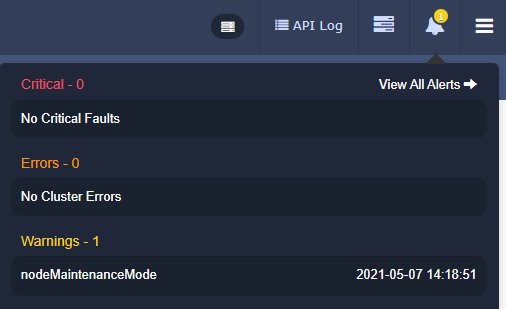 API Log
1
Critical - 0 View All Alerts
No Critical Faults
Errors - 0
No Cluster Errors
Warnings - 1
nodeMaintenanceMode 2021-05-07 14:18:51